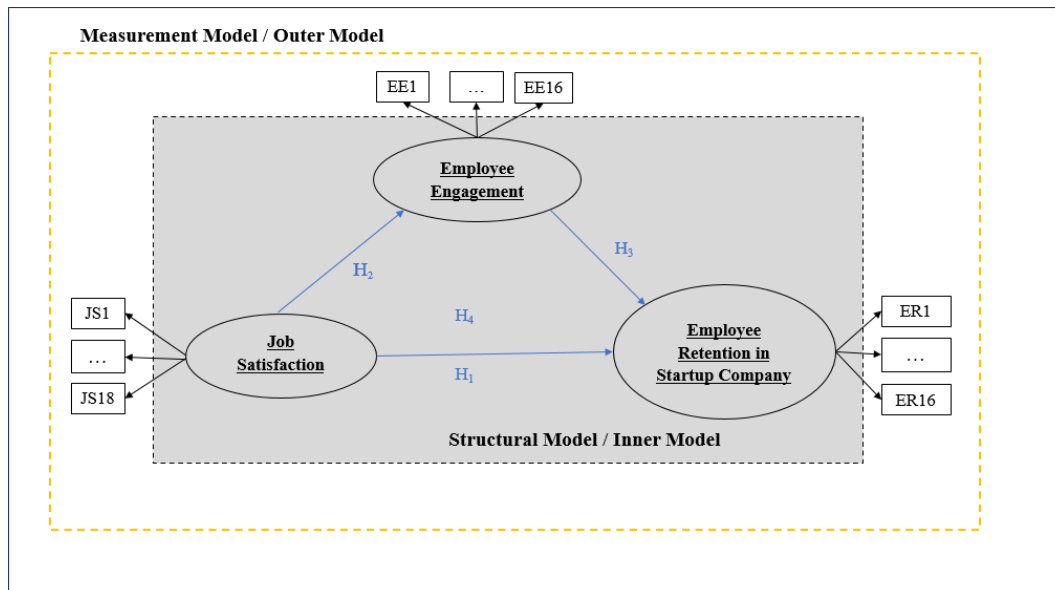 Measurement Model / Outer Model
EE1
…
EE16
Employee
Engagement
H2
H3
JS1
…
JS18
Job
Satisfaction
H4
H1
Employee
Retention in
Startup Company
ER1
…
ER16
Structural Model / Inner Model